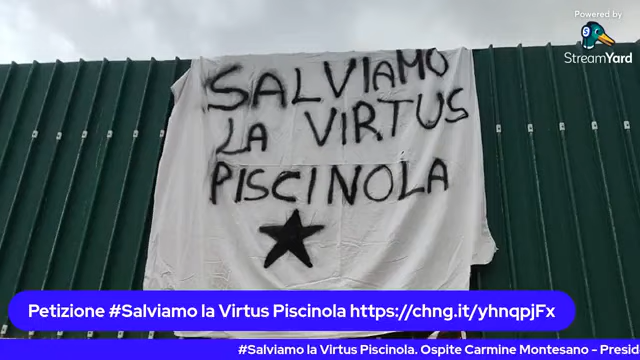 Powered by
StreamYard
SALVIAMO
LA VIRTUS
PISCINOLA
Petizione #Salviamo la Virtus Piscinola https://chng.it/yhnqpjFx
#Salviamo la Virtus Piscinola. Ospite Carmine Montesano - Presid